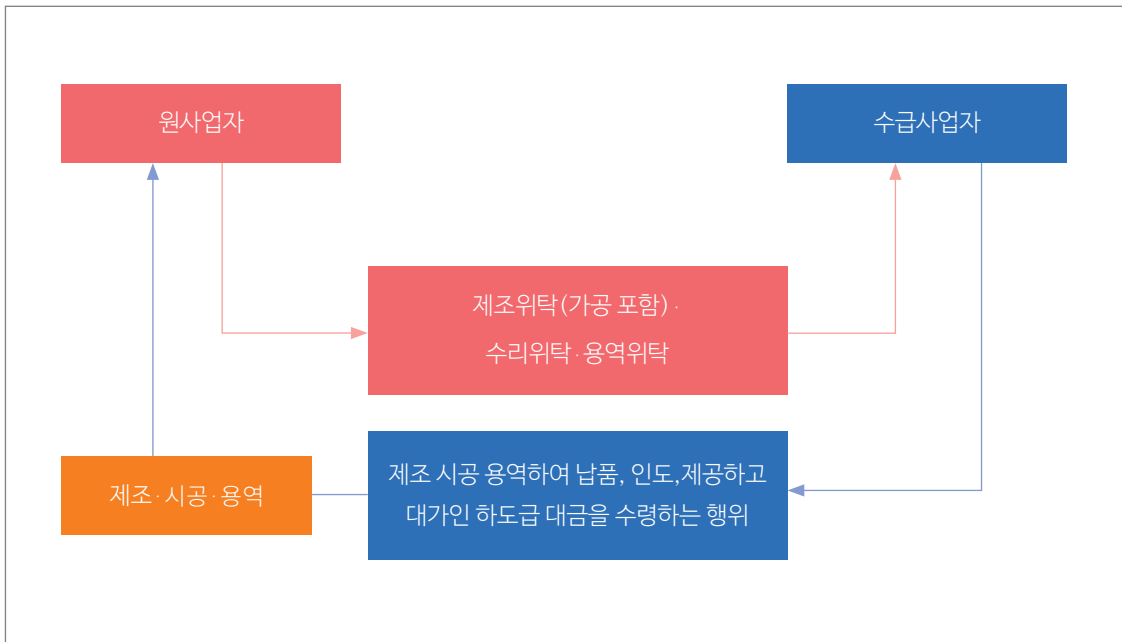 원사업자
수급사업자
제조위탁(가공 포함)·
수리위탁·용역위탁
제조·시공·용역
제조 시공 용역하여 납품, 인도,제공하고
대가인 하도급 대금을 수령하는 행위